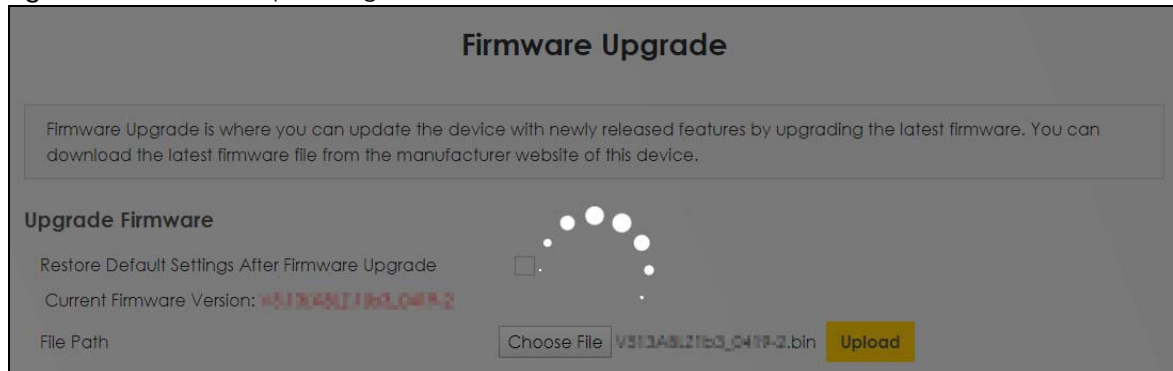 Firmware Upgrade
Firmware Upgrade is where you can update the device with newly released features by upgrading the latest firmware. You can
download the latest firmware file from the manufacturer website of this device.
Upgrade Firmware
Restore Default Settings After Firmware Upgrade
Current Firmware Version:
File Path Choose File .bin Upload